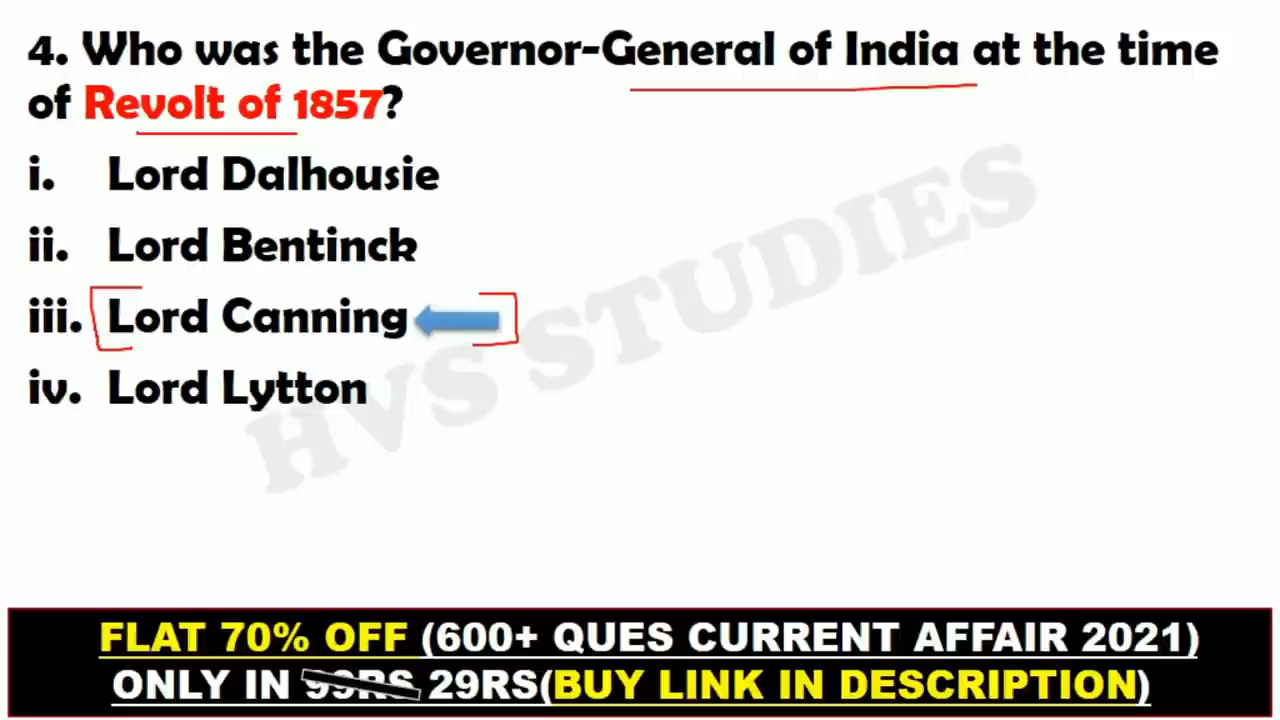 4. Who was the Governor-General of India at the time
of Revolt of 1857?
i. Lord Dalhousie
ii. Lord Bentinck
iii. Lord Canning
iv. Lord Lytton
HVS STUDIES
FLAT 70% OFF (600+ QUES CURRENT AFFAIR 2021)
ONLY IN 99RS 29RS(BUY LINK IN DESCRIPTION)